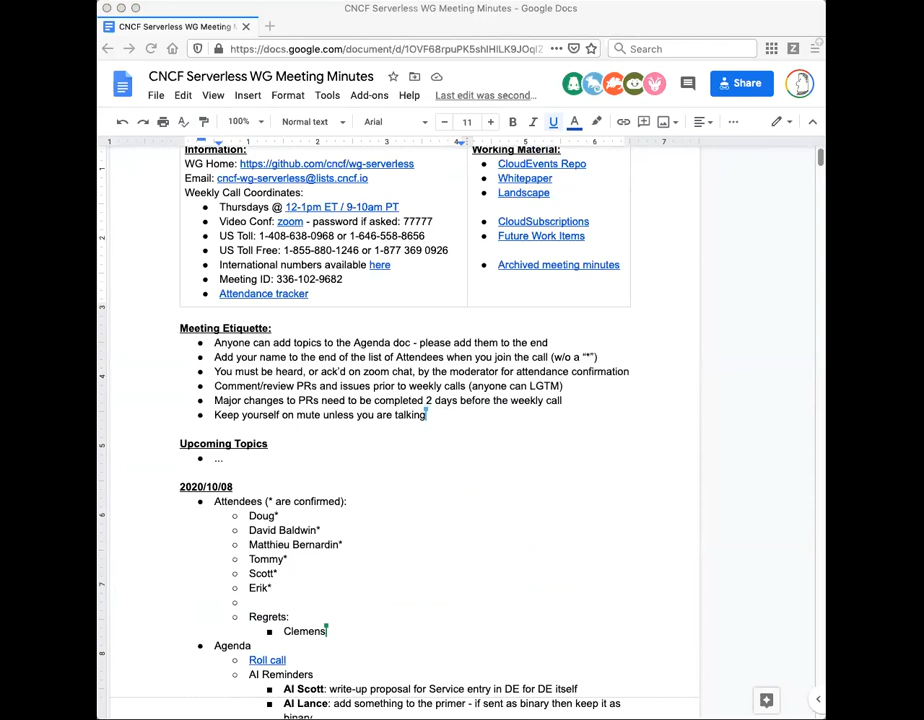 CNCF Serverless WG Meeting Minutes - Google Docs
CNCF Serverless WG Meeting Minutes
https://docs.google.com/document/d/1OVF68rpuPK5shIHILK9JOqI
Search
CNCF Serverless WG Meeting Minutes
File Edit View Insert Format Tools Add-ons Help Last edit was second...
Share
100% Normal text Arial 11 B I U A
1 1 2 3 4 5 6 7
Information:
WG Home: https://github.com/cncf/wg-serverless
Email: cncf-wg-serverless@lists.cncf.io
Weekly Call Coordinates:
● Thursdays @ 12-1pm ET / 9-10am PT
● Video Conf: zoom - password if asked: 77777
● US Toll: 1-408-638-0968 or 1-646-558-8656
● US Toll Free: 1-855-880-1246 or 1-877 369 0926
● International numbers available here
● Meeting ID: 336-102-9682
● Attendance tracker
Working Material:
● CloudEvents Repo
● Whitepaper
● Landscape
● CloudSubscriptions
● Future Work Items
● Archived meeting minutes
Meeting Etiquette:
● Anyone can add topics to the Agenda doc - please add them to the end
● Add your name to the end of the list of Attendees when you join the call (w/o a “*”)
● You must be heard, or ack’d on zoom chat, by the moderator for attendance confirmation
● Comment/review PRs and issues prior to weekly calls (anyone can LGTM)
● Major changes to PRs need to be completed 2 days before the weekly call
● Keep yourself on mute unless you are talking
Upcoming Topics
● ...
2020/10/08
● Attendees (* are confirmed):
○ Doug*
○ David Baldwin*
○ Matthieu Bernardin*
○ Tommy*
○ Scott*
○ Erik*
○
○ Regrets:
■ Clemens
● Agenda
○ Roll call
○ AI Reminders
■ AI Scott: write-up proposal for Service entry in DE for DE itself
■ AI Lance: add something to the primer - if sent as binary then keep it as
binary